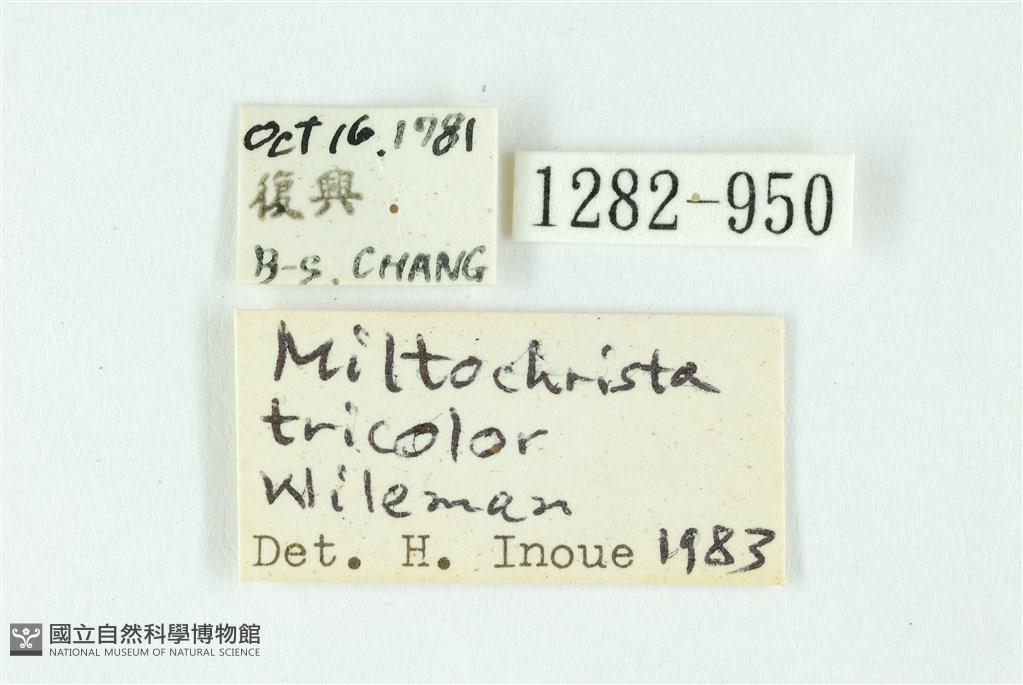 Oct 16. 1981
復興
B-S. CHANG
1282-950
Miltochrista
tricolor
Wileman
Det. H. Inoue 1983
國立自然科學博物館
NATIONAL MUSEUM OF NATURAL SCIENCE